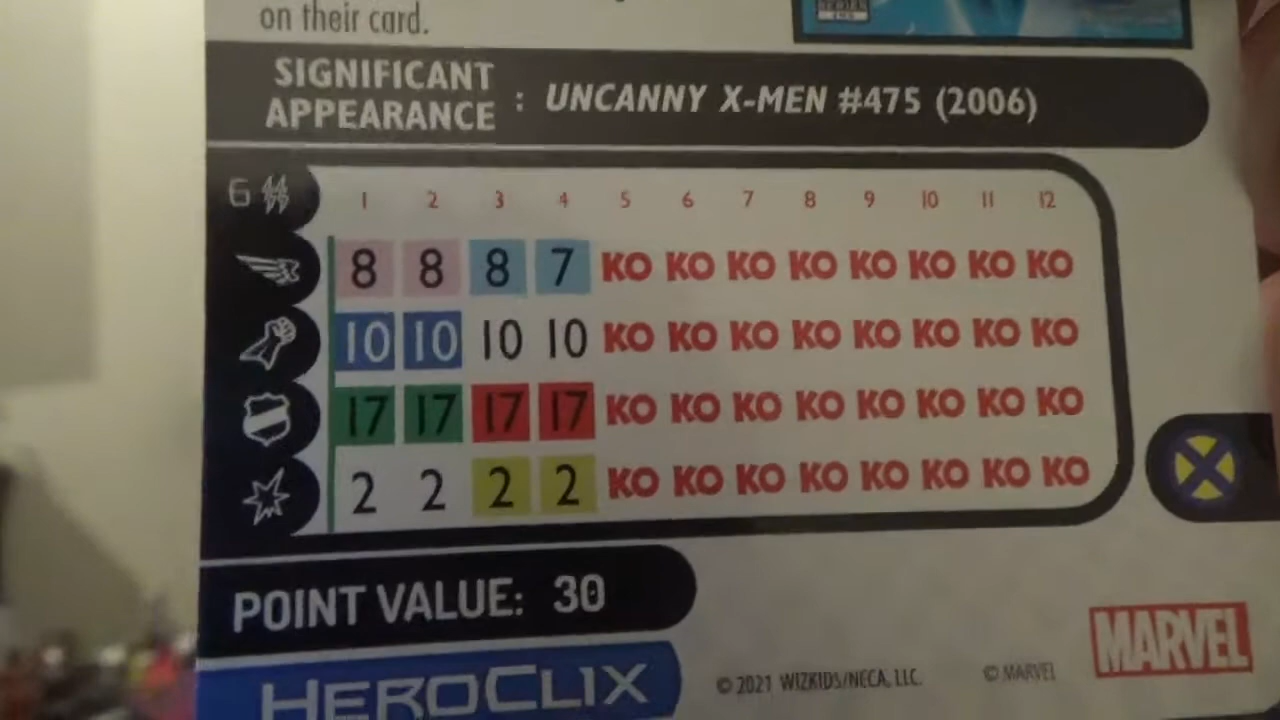 on their card.
SIGNIFICANT
APPEARANCE : UNCANNY X-MEN #475 (2006)
6 1 2 3 4 5 6 7 8 9 10 11 12
8 8 8 7 KO KO KO KO KO KO KO KO
10 10 10 10 KO KO KO KO KO KO KO KO
17 17 17 17 KO KO KO KO KO KO KO KO
2 2 2 2 KO KO KO KO KO KO KO KO
POINT VALUE: 30
HEROCLIX
© 2021 WIZKIDS/NECA, LLC.
© MARVEL
MARVEL